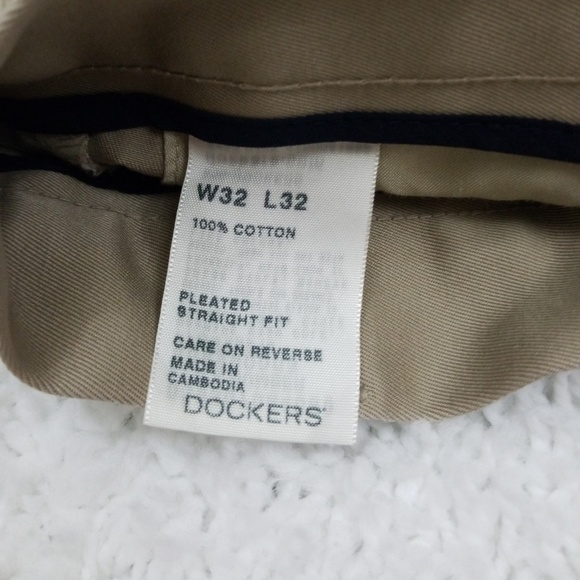 W32 L32
100% COTTON
PLEATED
STRAIGHT FIT
CARE ON REVERSE
MADE IN
CAMBODIA
DOCKERS®